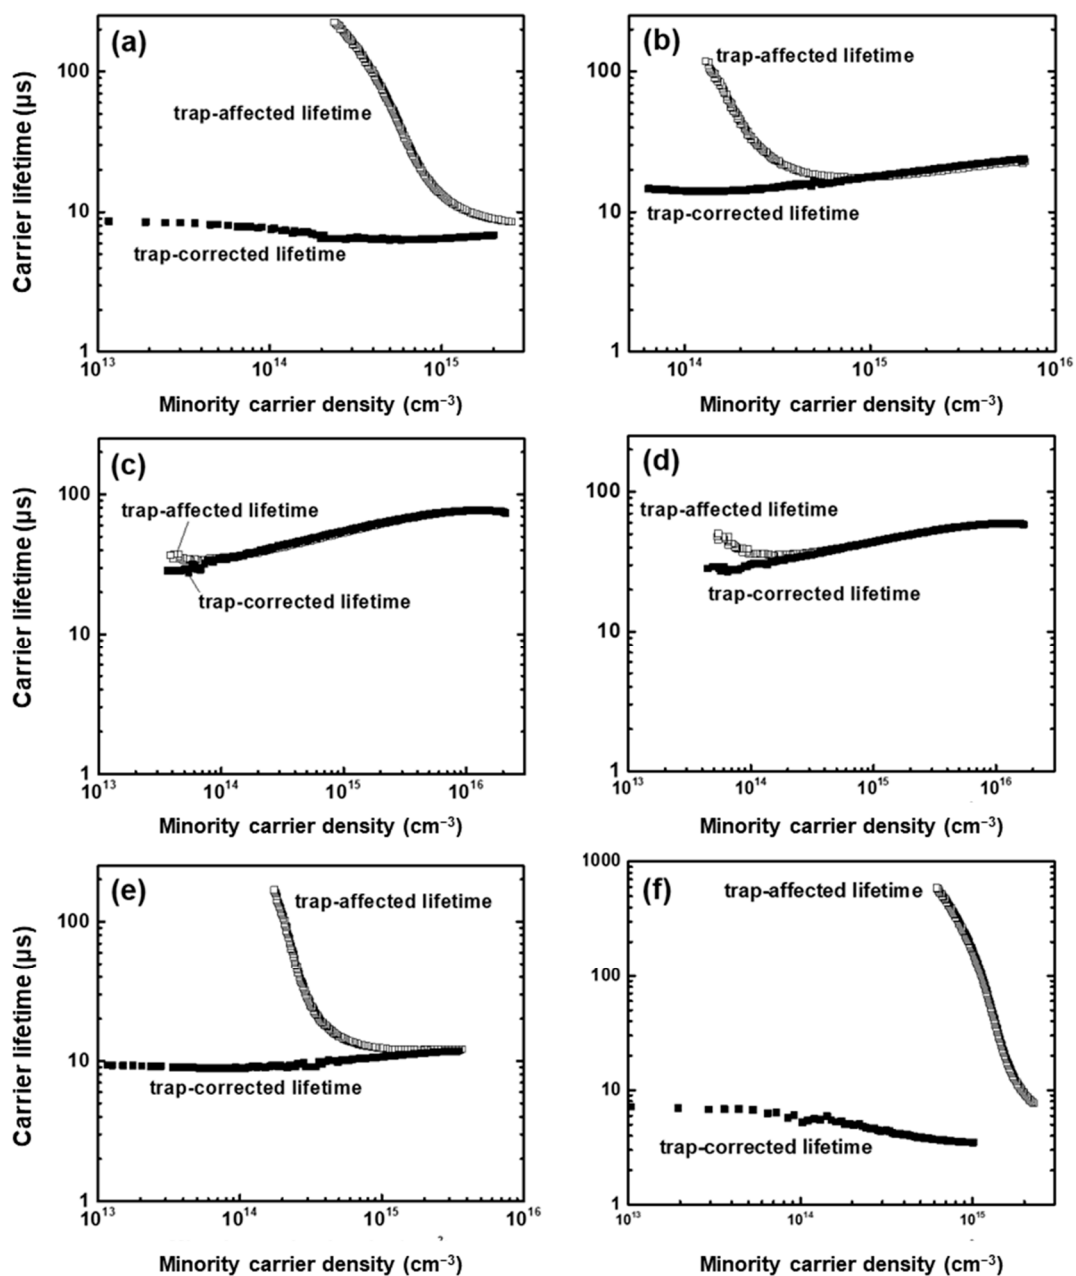 (a)
Carrier lifetime (µs)
100
10
1
trap-affected lifetime
trap-corrected lifetime
10¹³
10¹⁴
10¹⁵
Minority carrier density (cm⁻³)
(b)
100
10
1
trap-affected lifetime
trap-corrected lifetime
10¹⁴
10¹⁵
10¹⁶
Minority carrier density (cm⁻³)
(c)
Carrier lifetime (µs)
100
10
1
trap-affected lifetime
trap-corrected lifetime
10¹³
10¹⁴
10¹⁵
10¹⁶
Minority carrier density (cm⁻³)
(d)
100
10
1
trap-affected lifetime
trap-corrected lifetime
10¹³
10¹⁴
10¹⁵
10¹⁶
Minority carrier density (cm⁻³)
(e)
Carrier lifetime (µs)
100
10
1
trap-affected lifetime
trap-corrected lifetime
10¹³
10¹⁴
10¹⁵
10¹⁶
Minority carrier density (cm⁻³)
(f)
1000
100
10
1
trap-affected lifetime
trap-corrected lifetime
10¹³
10¹⁴
10¹⁵
Minority carrier density (cm⁻³)